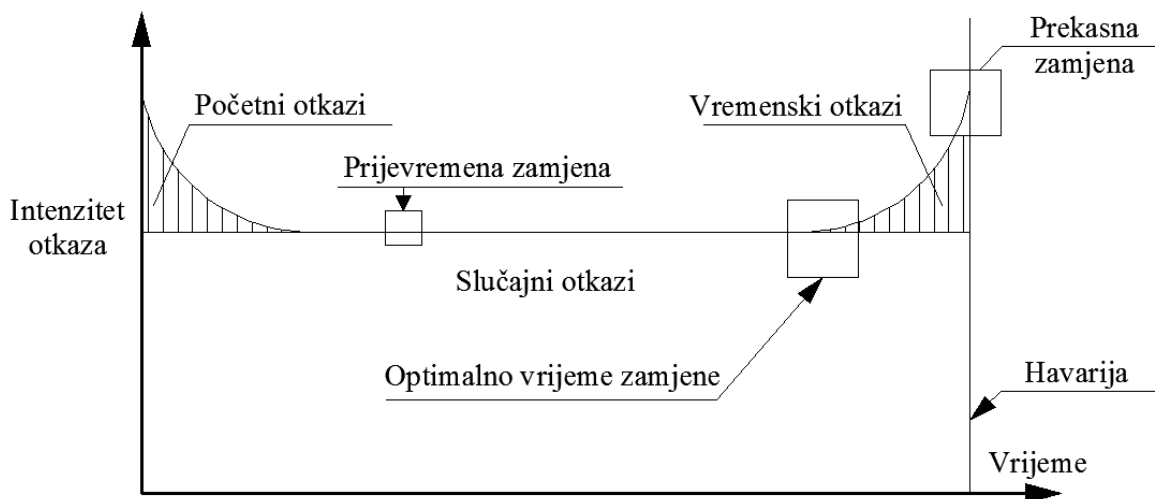 Prekasna
zamjena
Početni otkazi
Vremenski otkazi
Prijevremena zamjena
Intenzitet
otkaza
Slučajni otkazi
Optimalno vrijeme zamjene
Havarija
Vrijeme